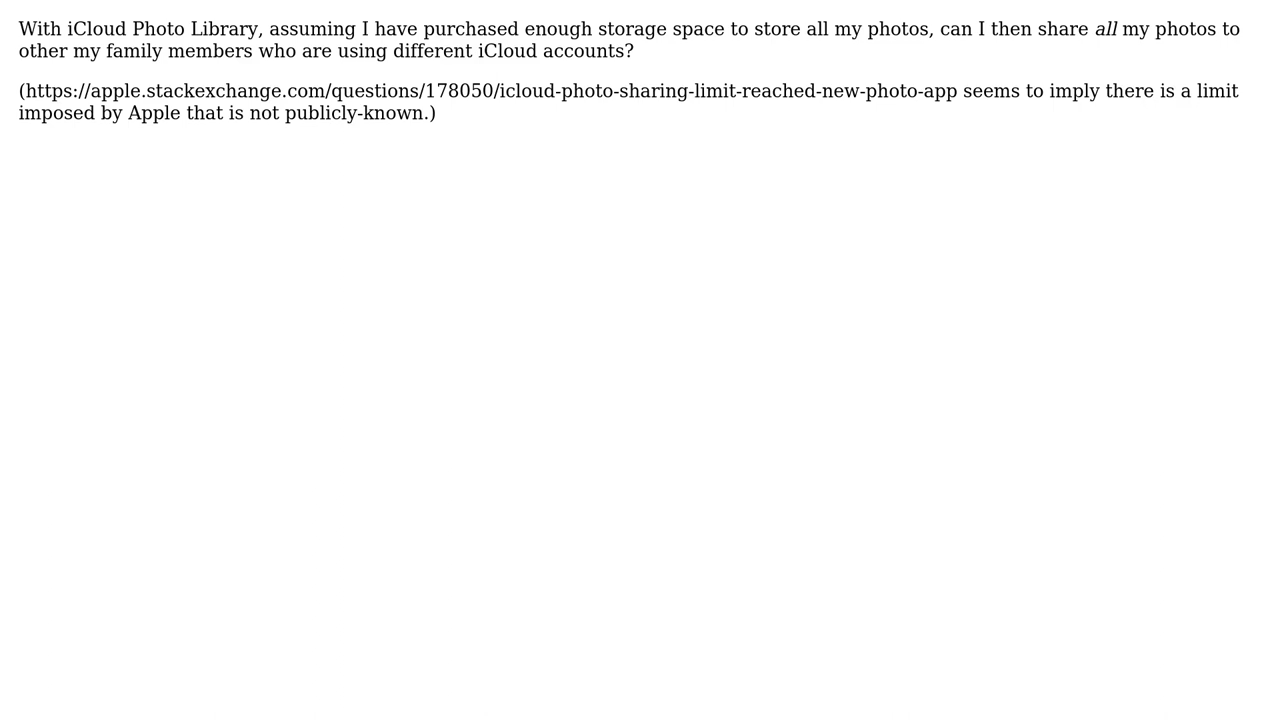 With iCloud Photo Library, assuming I have purchased enough storage space to store all my photos, can I then share all my photos to
other my family members who are using different iCloud accounts?
(https://apple.stackexchange.com/questions/178050/icloud-photo-sharing-limit-reached-new-photo-app seems to imply there is a limit
imposed by Apple that is not publicly-known.)